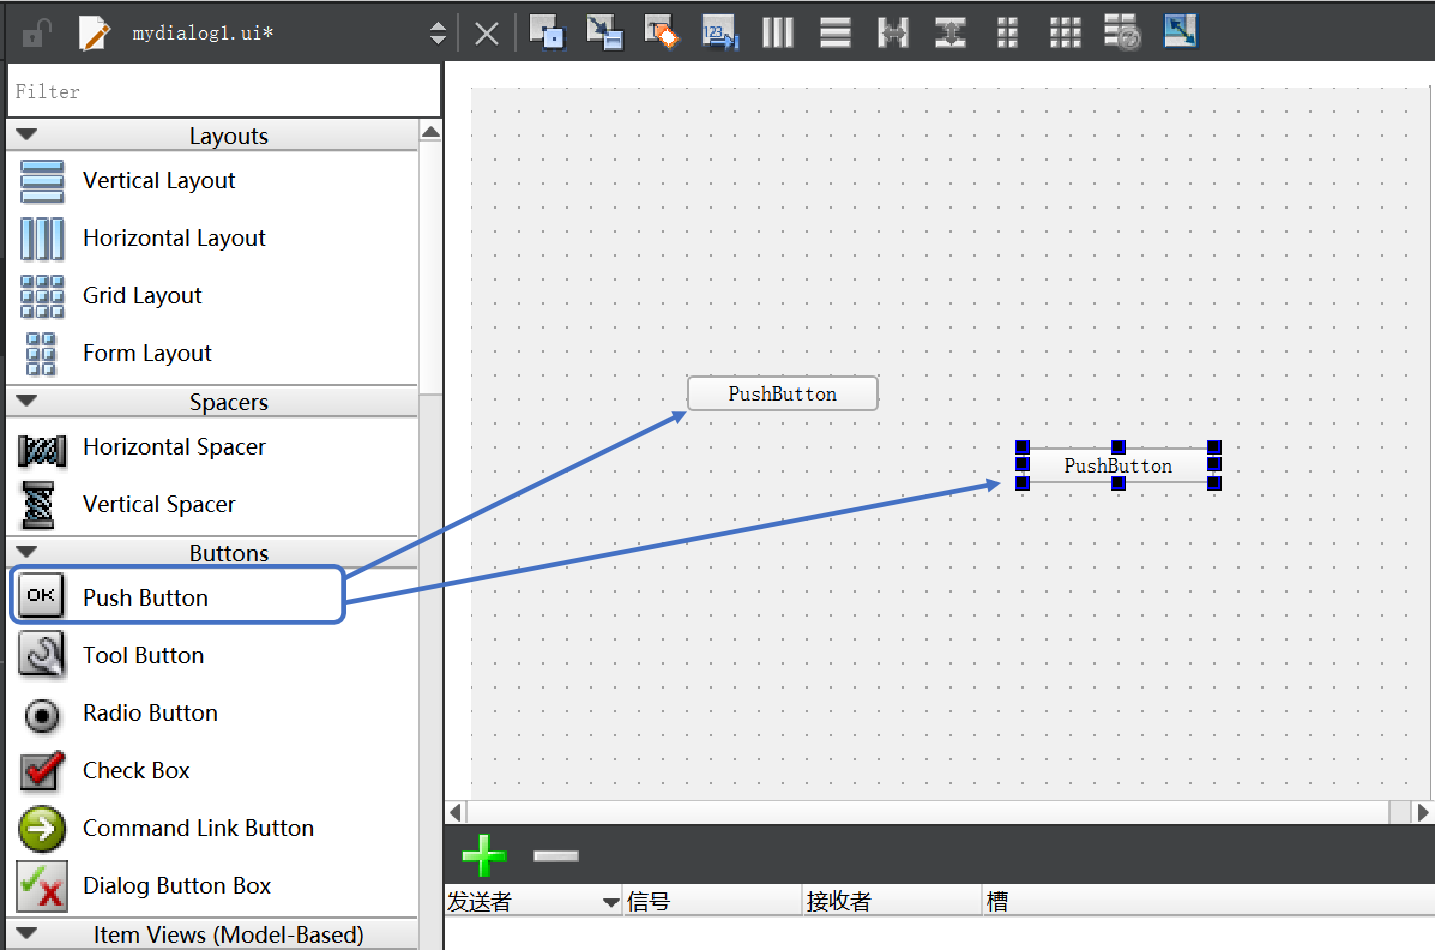 mydialog1.ui*
Filter
Layouts
Vertical Layout
Horizontal Layout
Grid Layout
Form Layout
Spacers
Horizontal Spacer
Vertical Spacer
Buttons
OK Push Button
Tool Button
Radio Button
Check Box
Command Link Button
Dialog Button Box
Item Views (Model-Based)
123
PushButton
PushButton
发送者 信号 接收者 槽